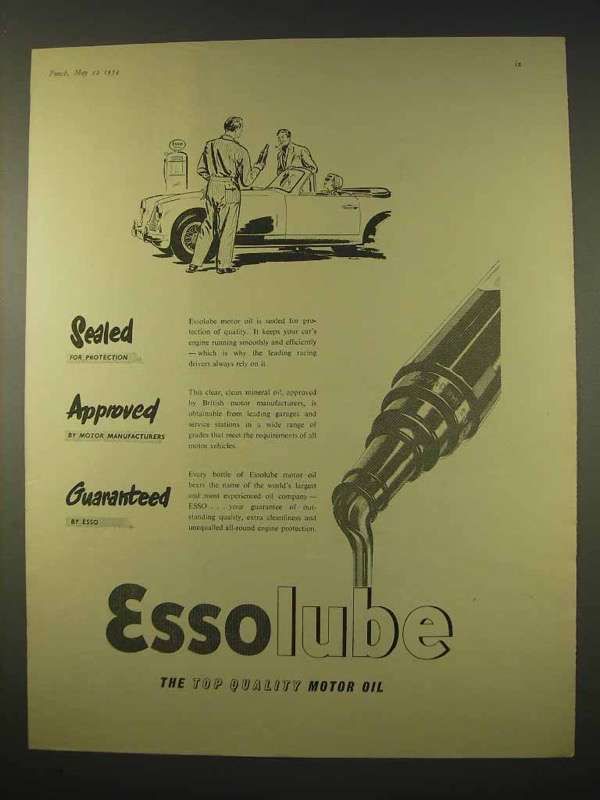 Punch, May 12 1954
ix
Esso
Sealed
FOR PROTECTION
Essolube motor oil is sealed for pro-
tection of quality. It keeps your car's
engine running smoothly and efficiently
—which is why the leading racing
drivers always rely on it.
Approved
BY MOTOR MANUFACTURERS
This clear, clean mineral oil, approved
by British motor manufacturers, is
obtainable from leading garages and
service stations in a wide range of
grades that meet the requirements of all
motor vehicles.
Guaranteed
BY ESSO
Every bottle of Essolube motor oil
bears the name of the world's largest
and most experienced oil company—
ESSO . . . your guarantee of out-
standing quality, extra cleanliness and
unequalled all-round engine protection.
Essolube
THE TOP QUALITY MOTOR OIL